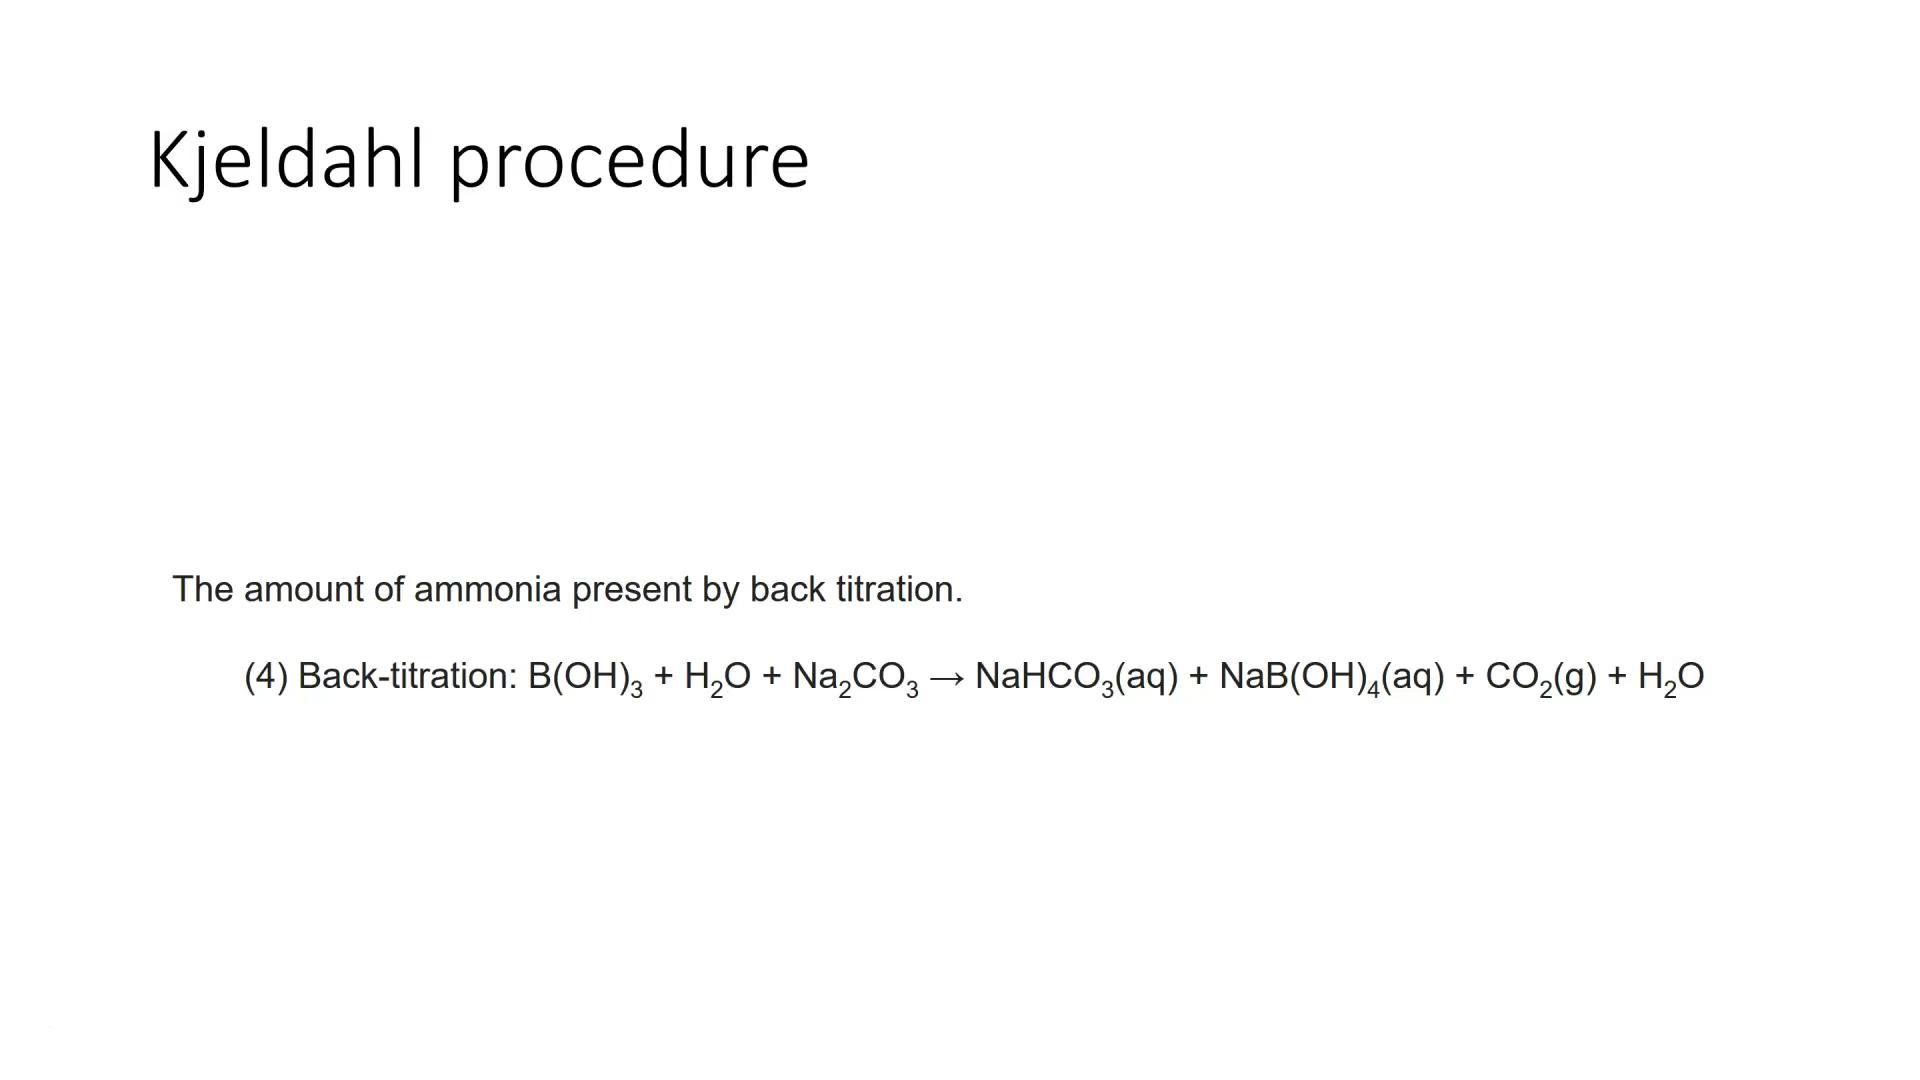 Kjeldahl procedure
The amount of ammonia present by back titration.
(4) Back-titration: B(OH)₃ + H₂O + Na₂CO₃ → NaHCO₃(aq) + NaB(OH)₄(aq) + CO₂(g) + H₂O